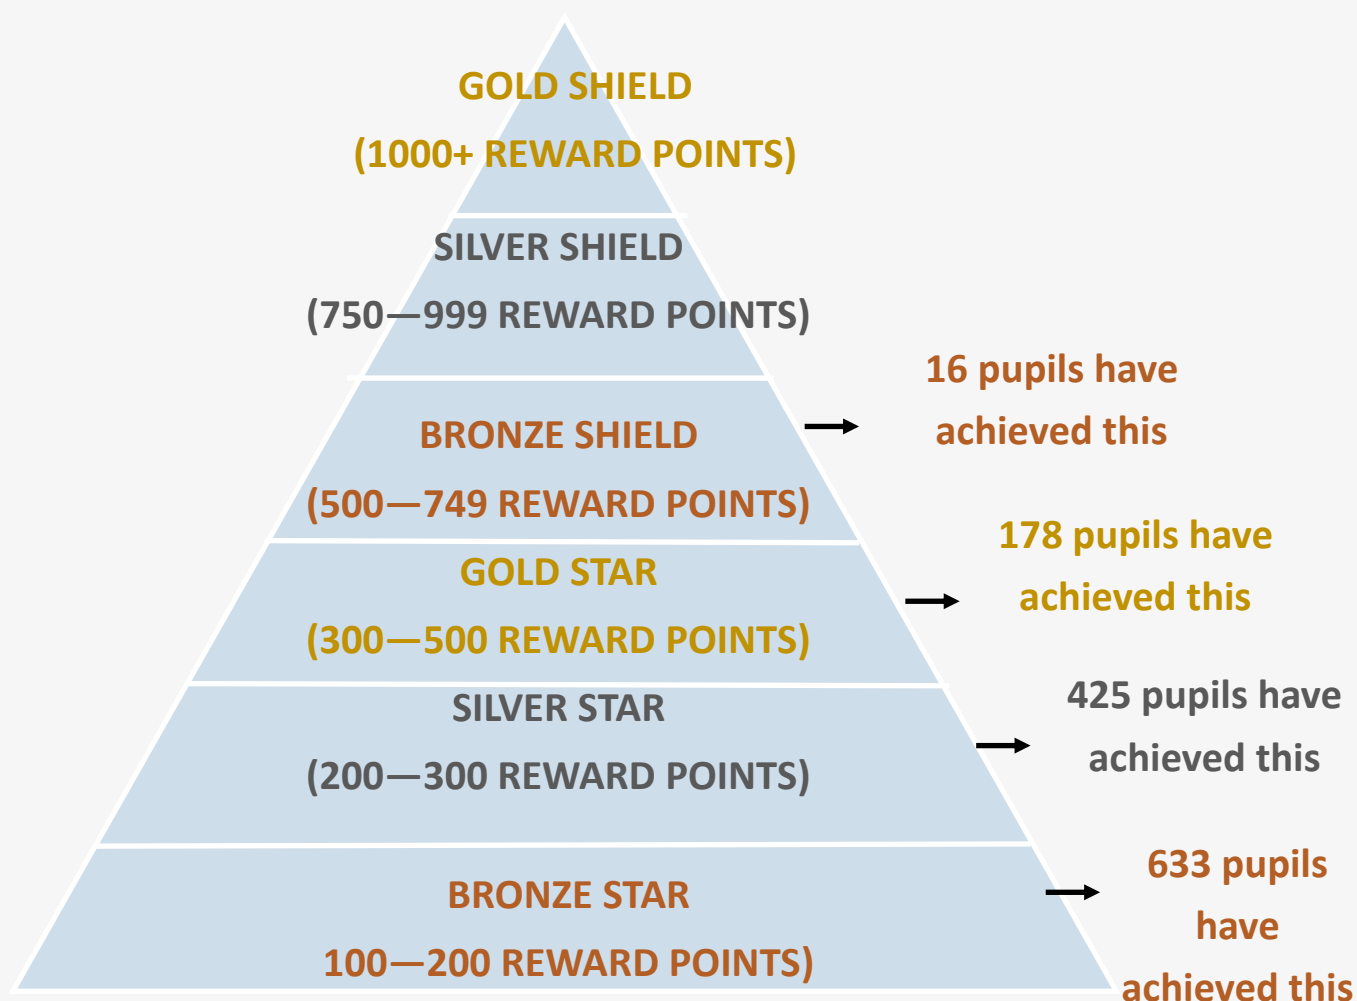 GOLD SHIELD
(1000+ REWARD POINTS)
SILVER SHIELD
(750—999 REWARD POINTS)
16 pupils have
achieved this
BRONZE SHIELD
(500—749 REWARD POINTS)
178 pupils have
achieved this
GOLD STAR
(300—500 REWARD POINTS)
425 pupils have
achieved this
SILVER STAR
(200—300 REWARD POINTS)
633 pupils
have
achieved this
BRONZE STAR
100—200 REWARD POINTS)